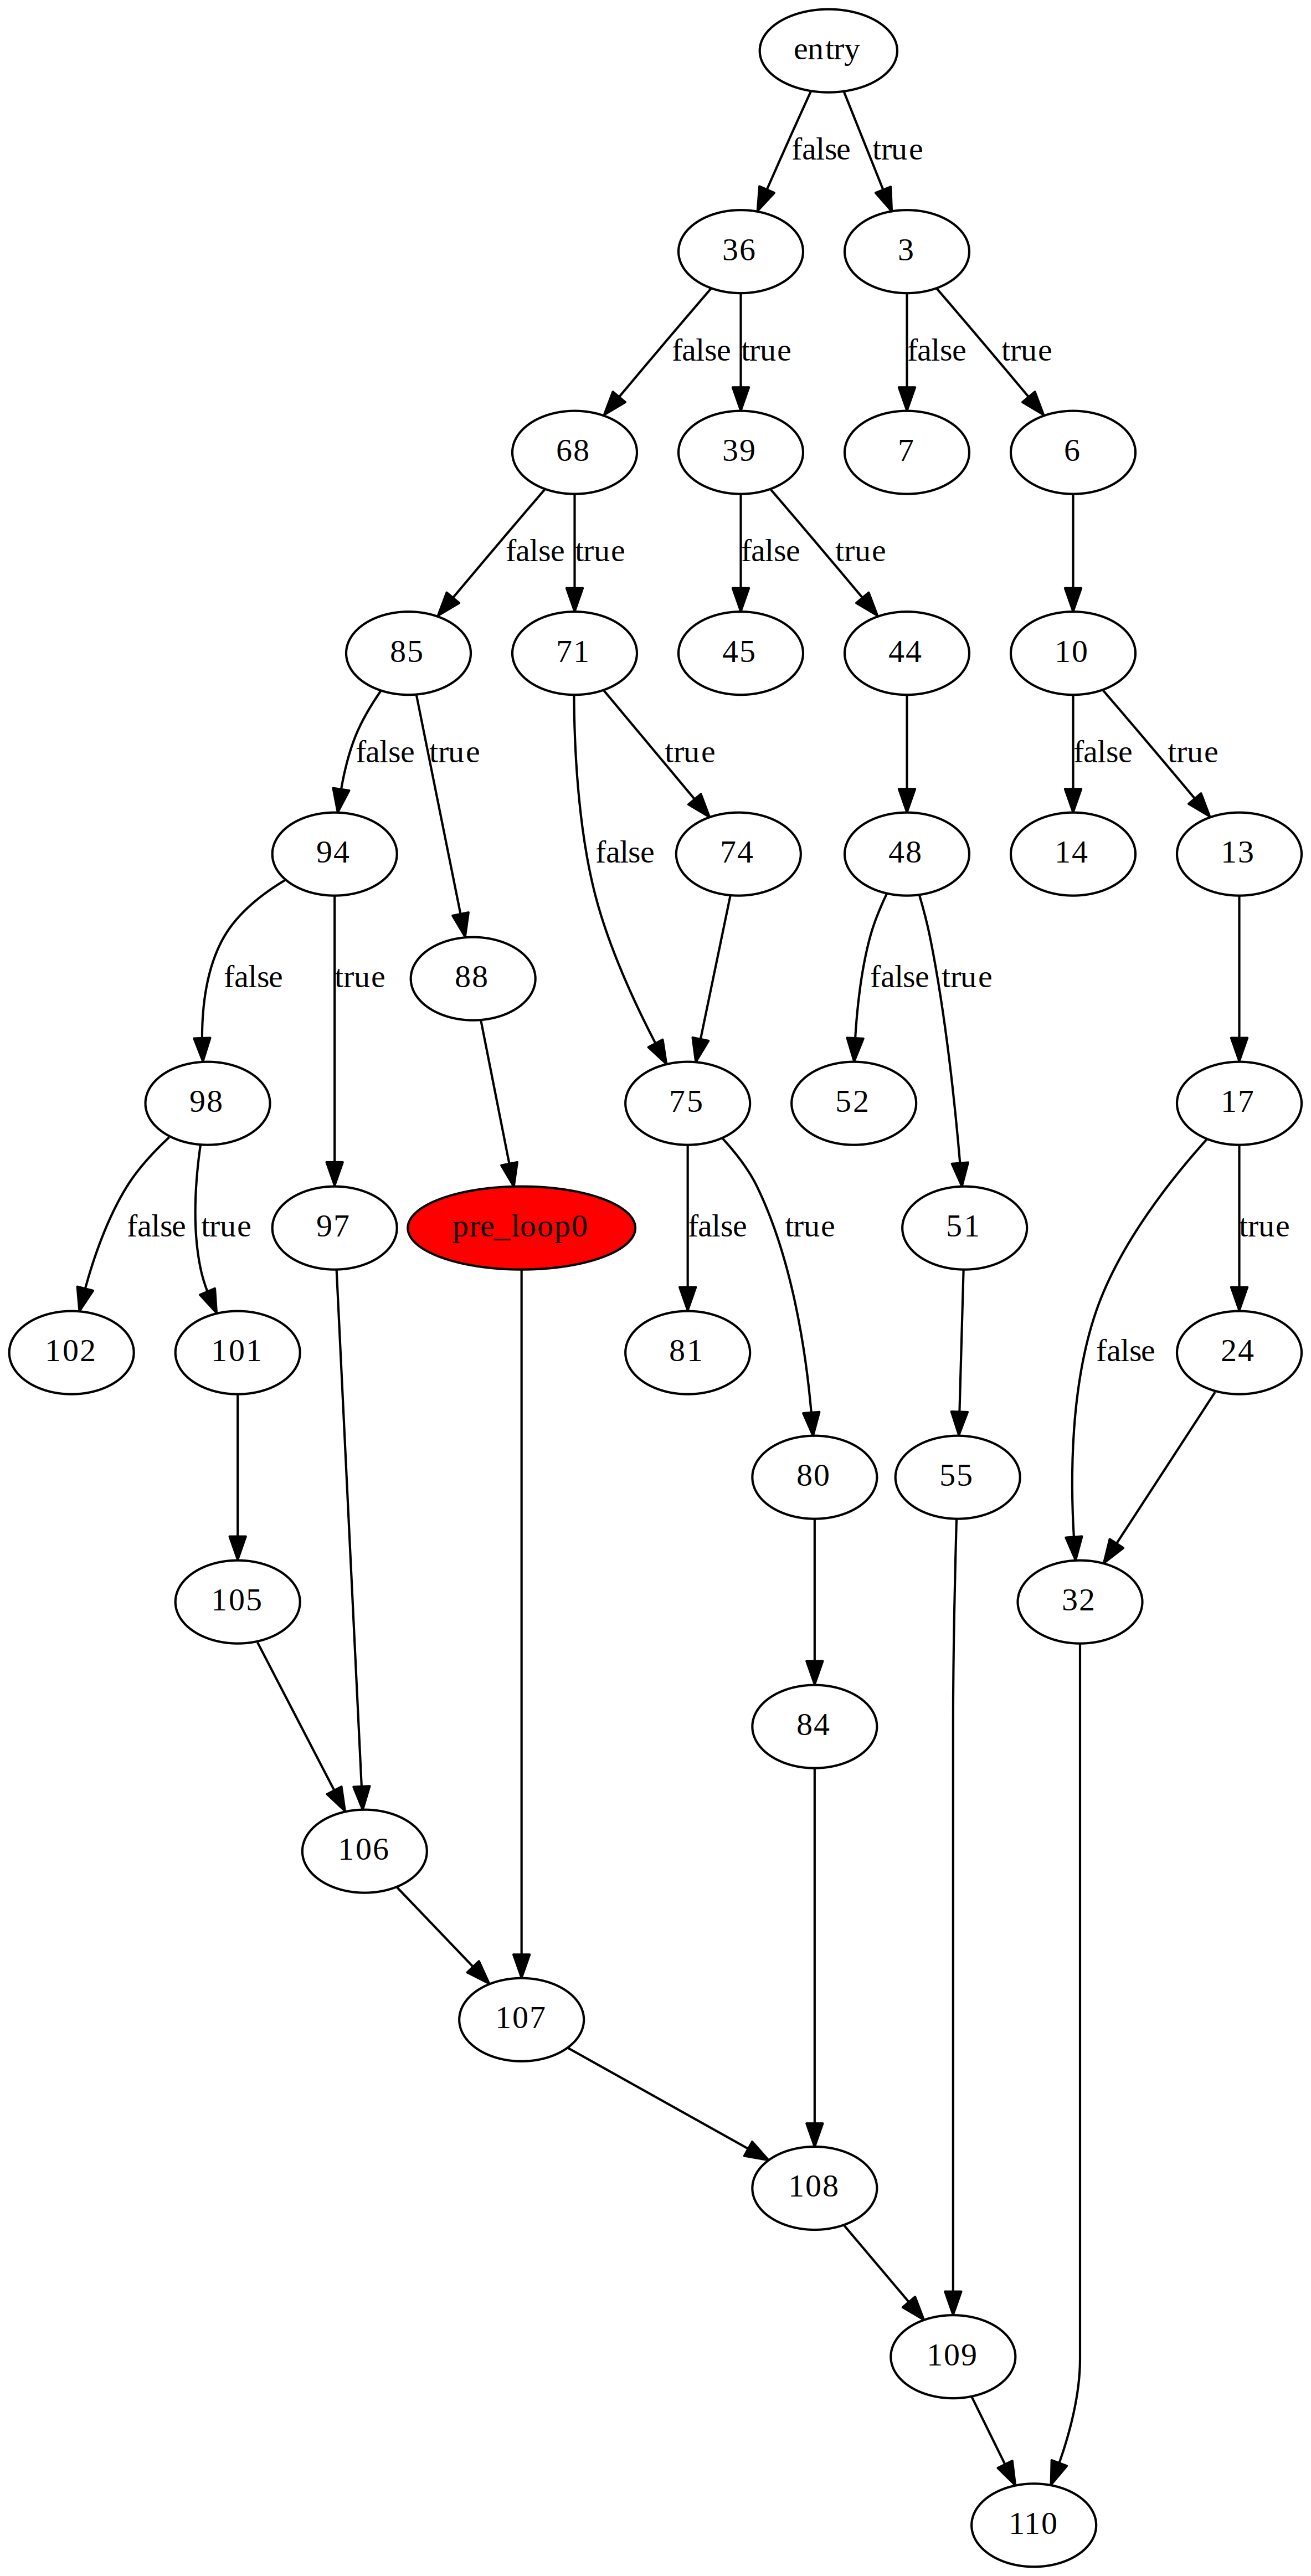 entry
false true
36 3
false true false true
68 39 7 6
false true false true
85 71 45 44 10
false true true false true
94 false 74 48 14 13
false true 88 false true
98 75 52 17
false true 97 pre_loop0 false true 51 true
102 101 81 false 24
80 55
105 32
84
106
107
108
109
110